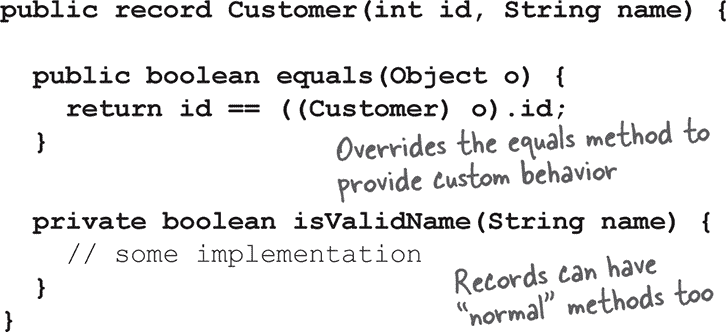 public record Customer(int id, String name) {
public boolean equals(Object o) {
return id == ((Customer) o).id;
}
Overrides the equals method to
provide custom behavior
private boolean isValidName(String name) {
// some implementation
}
Records can have
“normal” methods too
}